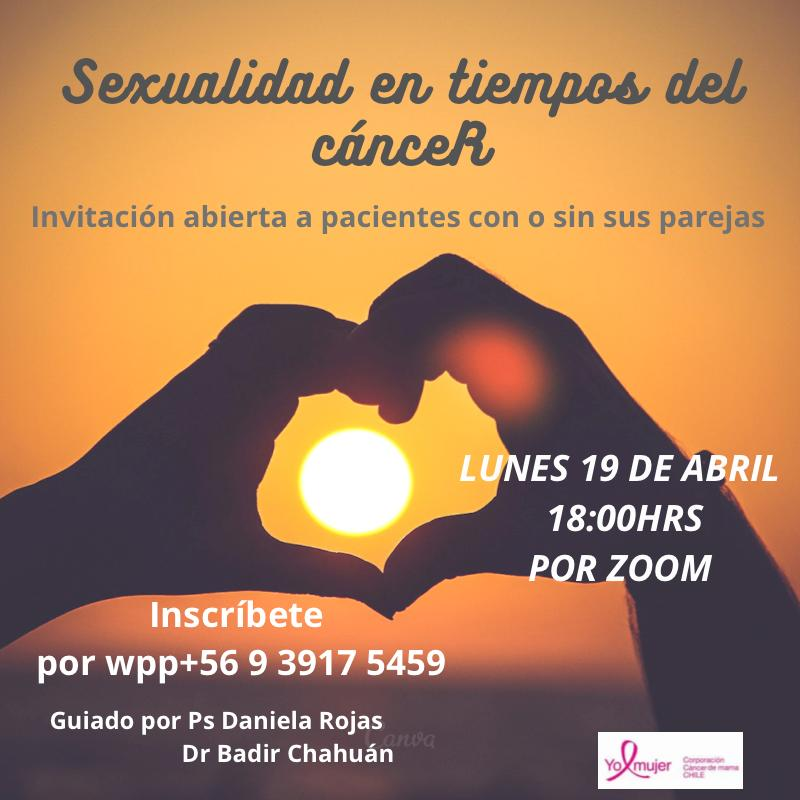 Sexualidad en tiempos del
cánceR
Invitación abierta a pacientes con o sin sus parejas
LUNES 19 DE ABRIL
18:00HRS
POR ZOOM
Inscríbete
por wpp+56 9 3917 5459
Guiado por Ps Daniela Rojas
Dr Badir Chahuán
Canva
Yo mujer
Corporación
Cáncer de mama
CHILE